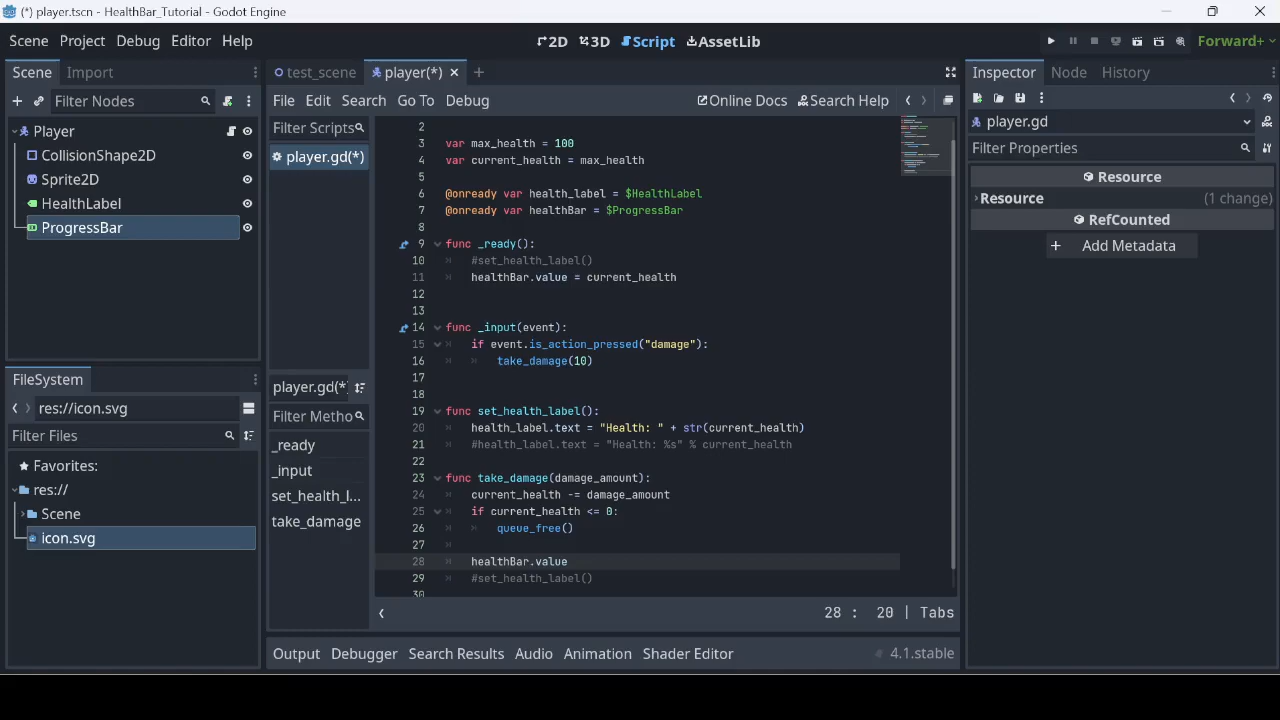 (*) player.tscn - HealthBar_Tutorial - Godot Engine
Scene Project Debug Editor Help
2D 3D Script AssetLib
Forward+
Scene Import
test_scene player(*)
Inspector Node History
Filter Nodes
File Edit Search Go To Debug
Online Docs Search Help
Player
CollisionShape2D
Sprite2D
HealthLabel
ProgressBar
Filter Scripts
player.gd(*)
player.gd(*
Filter Metho
_ready
_input
set_health_l...
take_damage
2
3 var max_health = 100
4 var current_health = max_health
5
6 @onready var health_label = $HealthLabel
7 @onready var healthBar = $ProgressBar
8
9 func _ready():
10 #set_health_label()
11 healthBar.value = current_health
12
13
14 func _input(event):
15 if event.is_action_pressed("damage"):
16 take_damage(10)
17
18
19 func set_health_label():
20 health_label.text = "Health: " + str(current_health)
21 #health_label.text = "Health: %s" % current_health
22
23 func take_damage(damage_amount):
24 current_health -= damage_amount
25 if current_health <= 0:
26 queue_free()
27
28 healthBar.value
29 #set_health_label()
30
28 : 20 | Tabs
player.gd
Filter Properties
Resource
Resource (1 change)
RefCounted
Add Metadata
FileSystem
res://icon.svg
Filter Files
Favorites:
res://
Scene
icon.svg
Output Debugger Search Results Audio Animation Shader Editor
4.1.stable